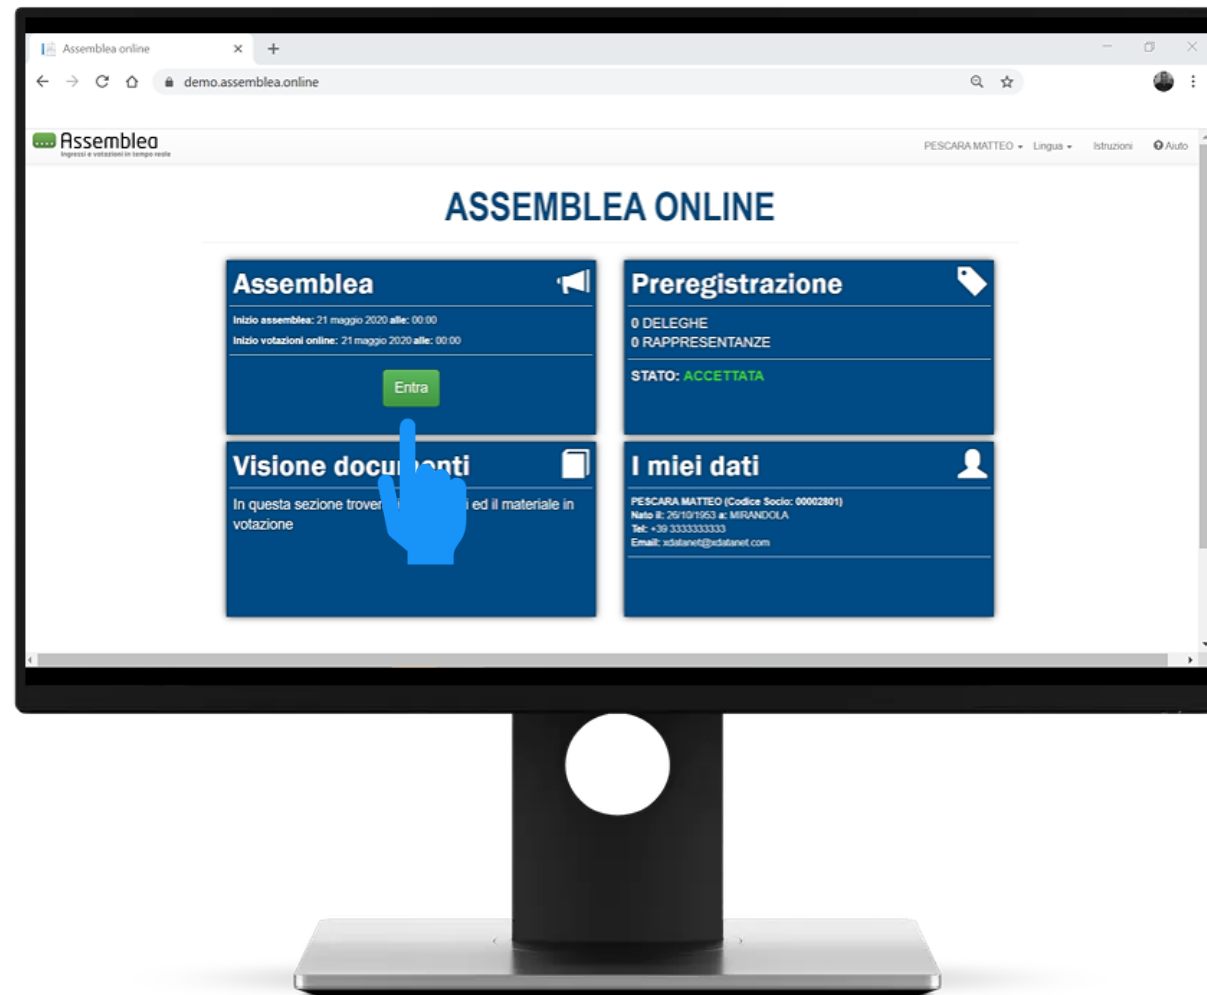 Assemblea online
demo.assemblea.online
Assemblea
Ingressi e votazioni in tempo reale
PESCARA MATTEO
Lingua
Istruzioni
Aiuto
ASSEMBLEA ONLINE
Assemblea
Inizio assemblea: 21 maggio 2020 alle: 00:00
Inizio votazioni online: 21 maggio 2020 alle: 00:00
Entra
Preregistrazione
0 DELEGHE
0 RAPPRESENTANZE
STATO: ACCETTATA
Visione documenti
In questa sezione ed il materiale in
votazione
I miei dati
PESCARA MATTEO (Codice Socio: 00002801)
Nato il: 26/10/1953 a: MIRANDOLA
Tel: +39 3333333333
Email: xdatanet@xdatanet.com